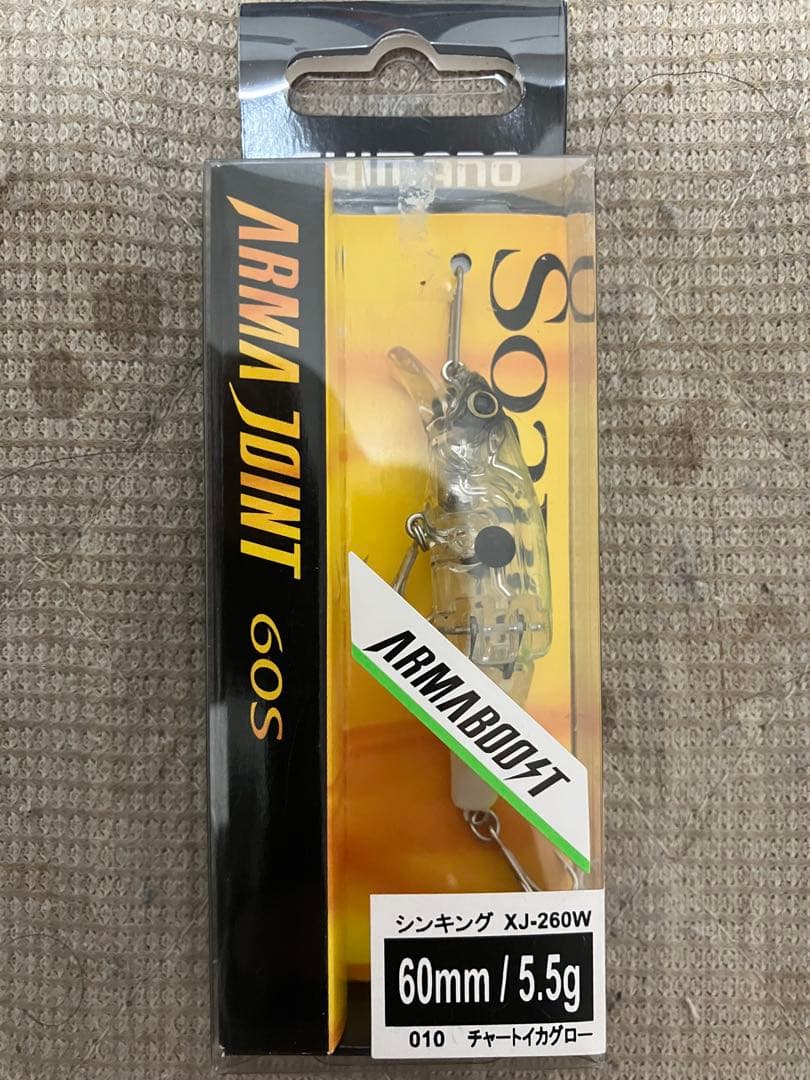 SHIMANO
ARMA JOINT 60S
Soa
ARMABOOST
シンキング XJ-260W
60mm / 5.5g
010 チャートイカグロー